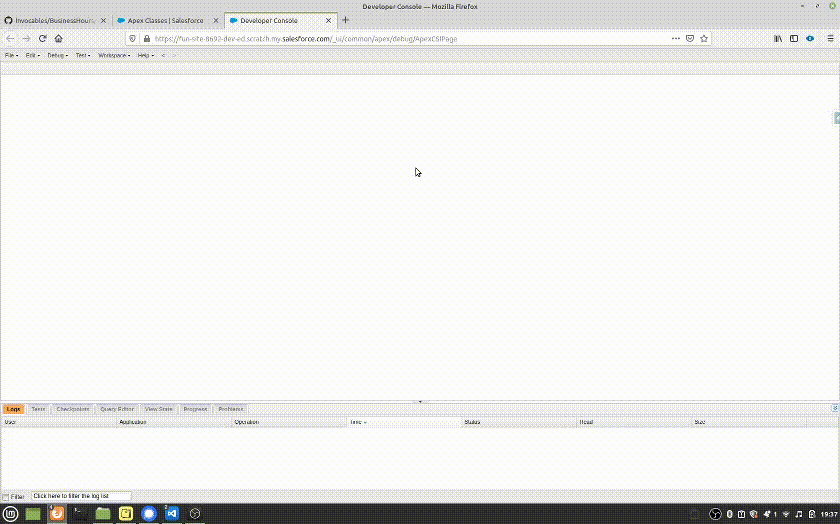 Developer Console — Mozilla Firefox
Invocables/BusinessHours Apex Classes | Salesforce Developer Console
https://fun-site-8692-dev-ed.scratch.my.salesforce.com/_ui/common/apex/debug/ApexCSIPage
File Edit Debug Test Workspace Help < >
Logs Tests Checkpoints Query Editor View State Progress Problems
User Application Operation Time Status Read Size
Filter Click here to filter the log list
1 19:37